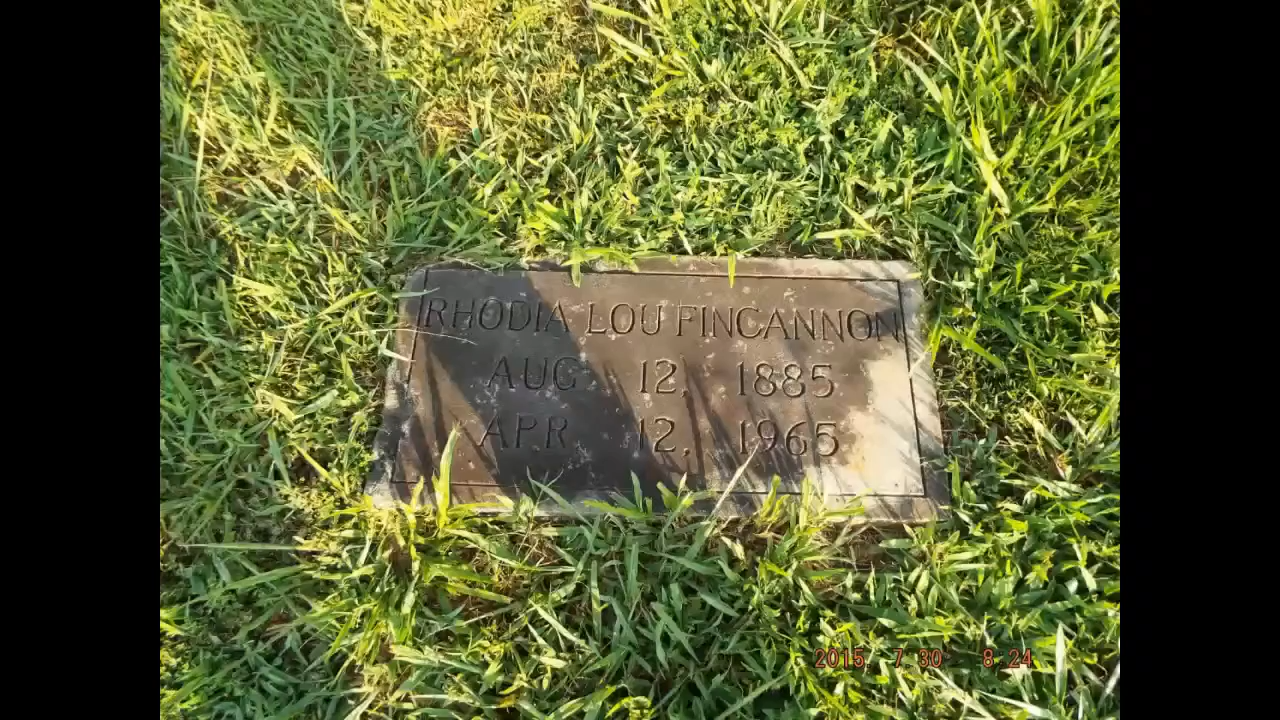 RHODIA LOU FINCANNON
AUG 12, 1885
APR 12, 1965
2015. 7.30 8:24